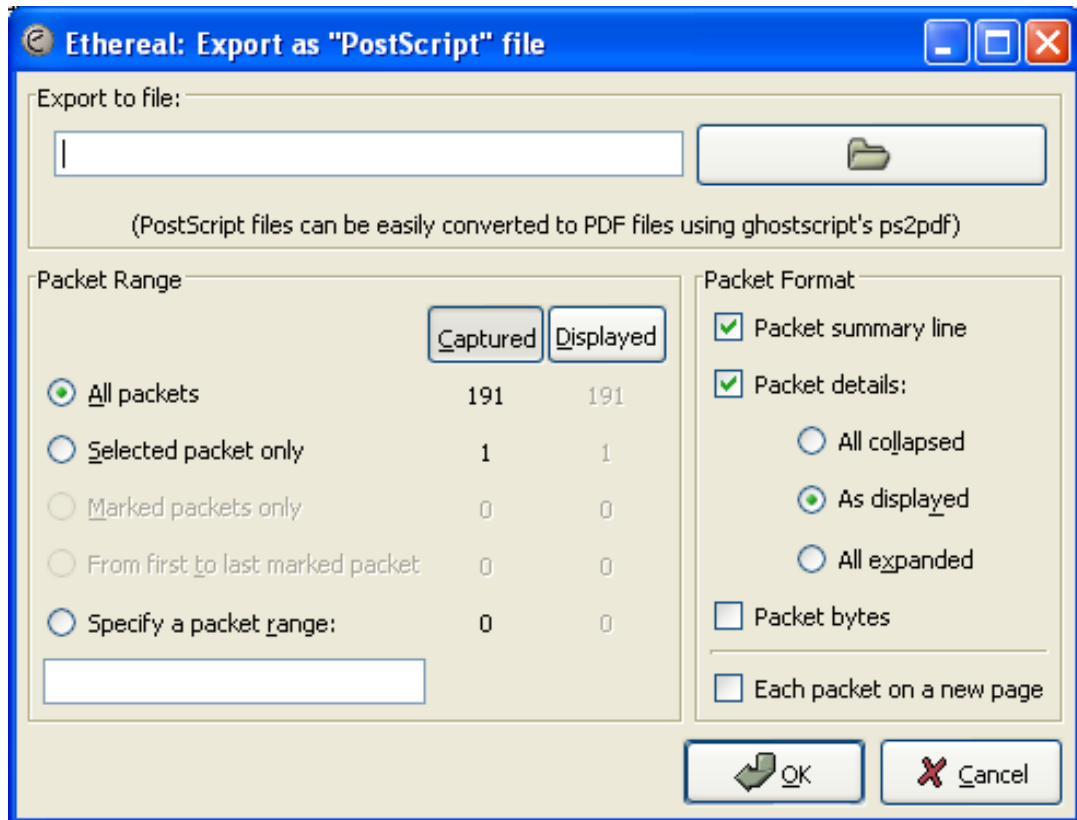 Ethereal: Export as "PostScript" file
Export to file:
(PostScript files can be easily converted to PDF files using ghostscript's ps2pdf)
Packet Range
Captured Displayed
All packets 191 191
Selected packet only 1 1
Marked packets only 0 0
From first to last marked packet 0 0
Specify a packet range: 0 0
Packet Format
Packet summary line
Packet details:
All collapsed
As displayed
All expanded
Packet bytes
Each packet on a new page
OK Cancel